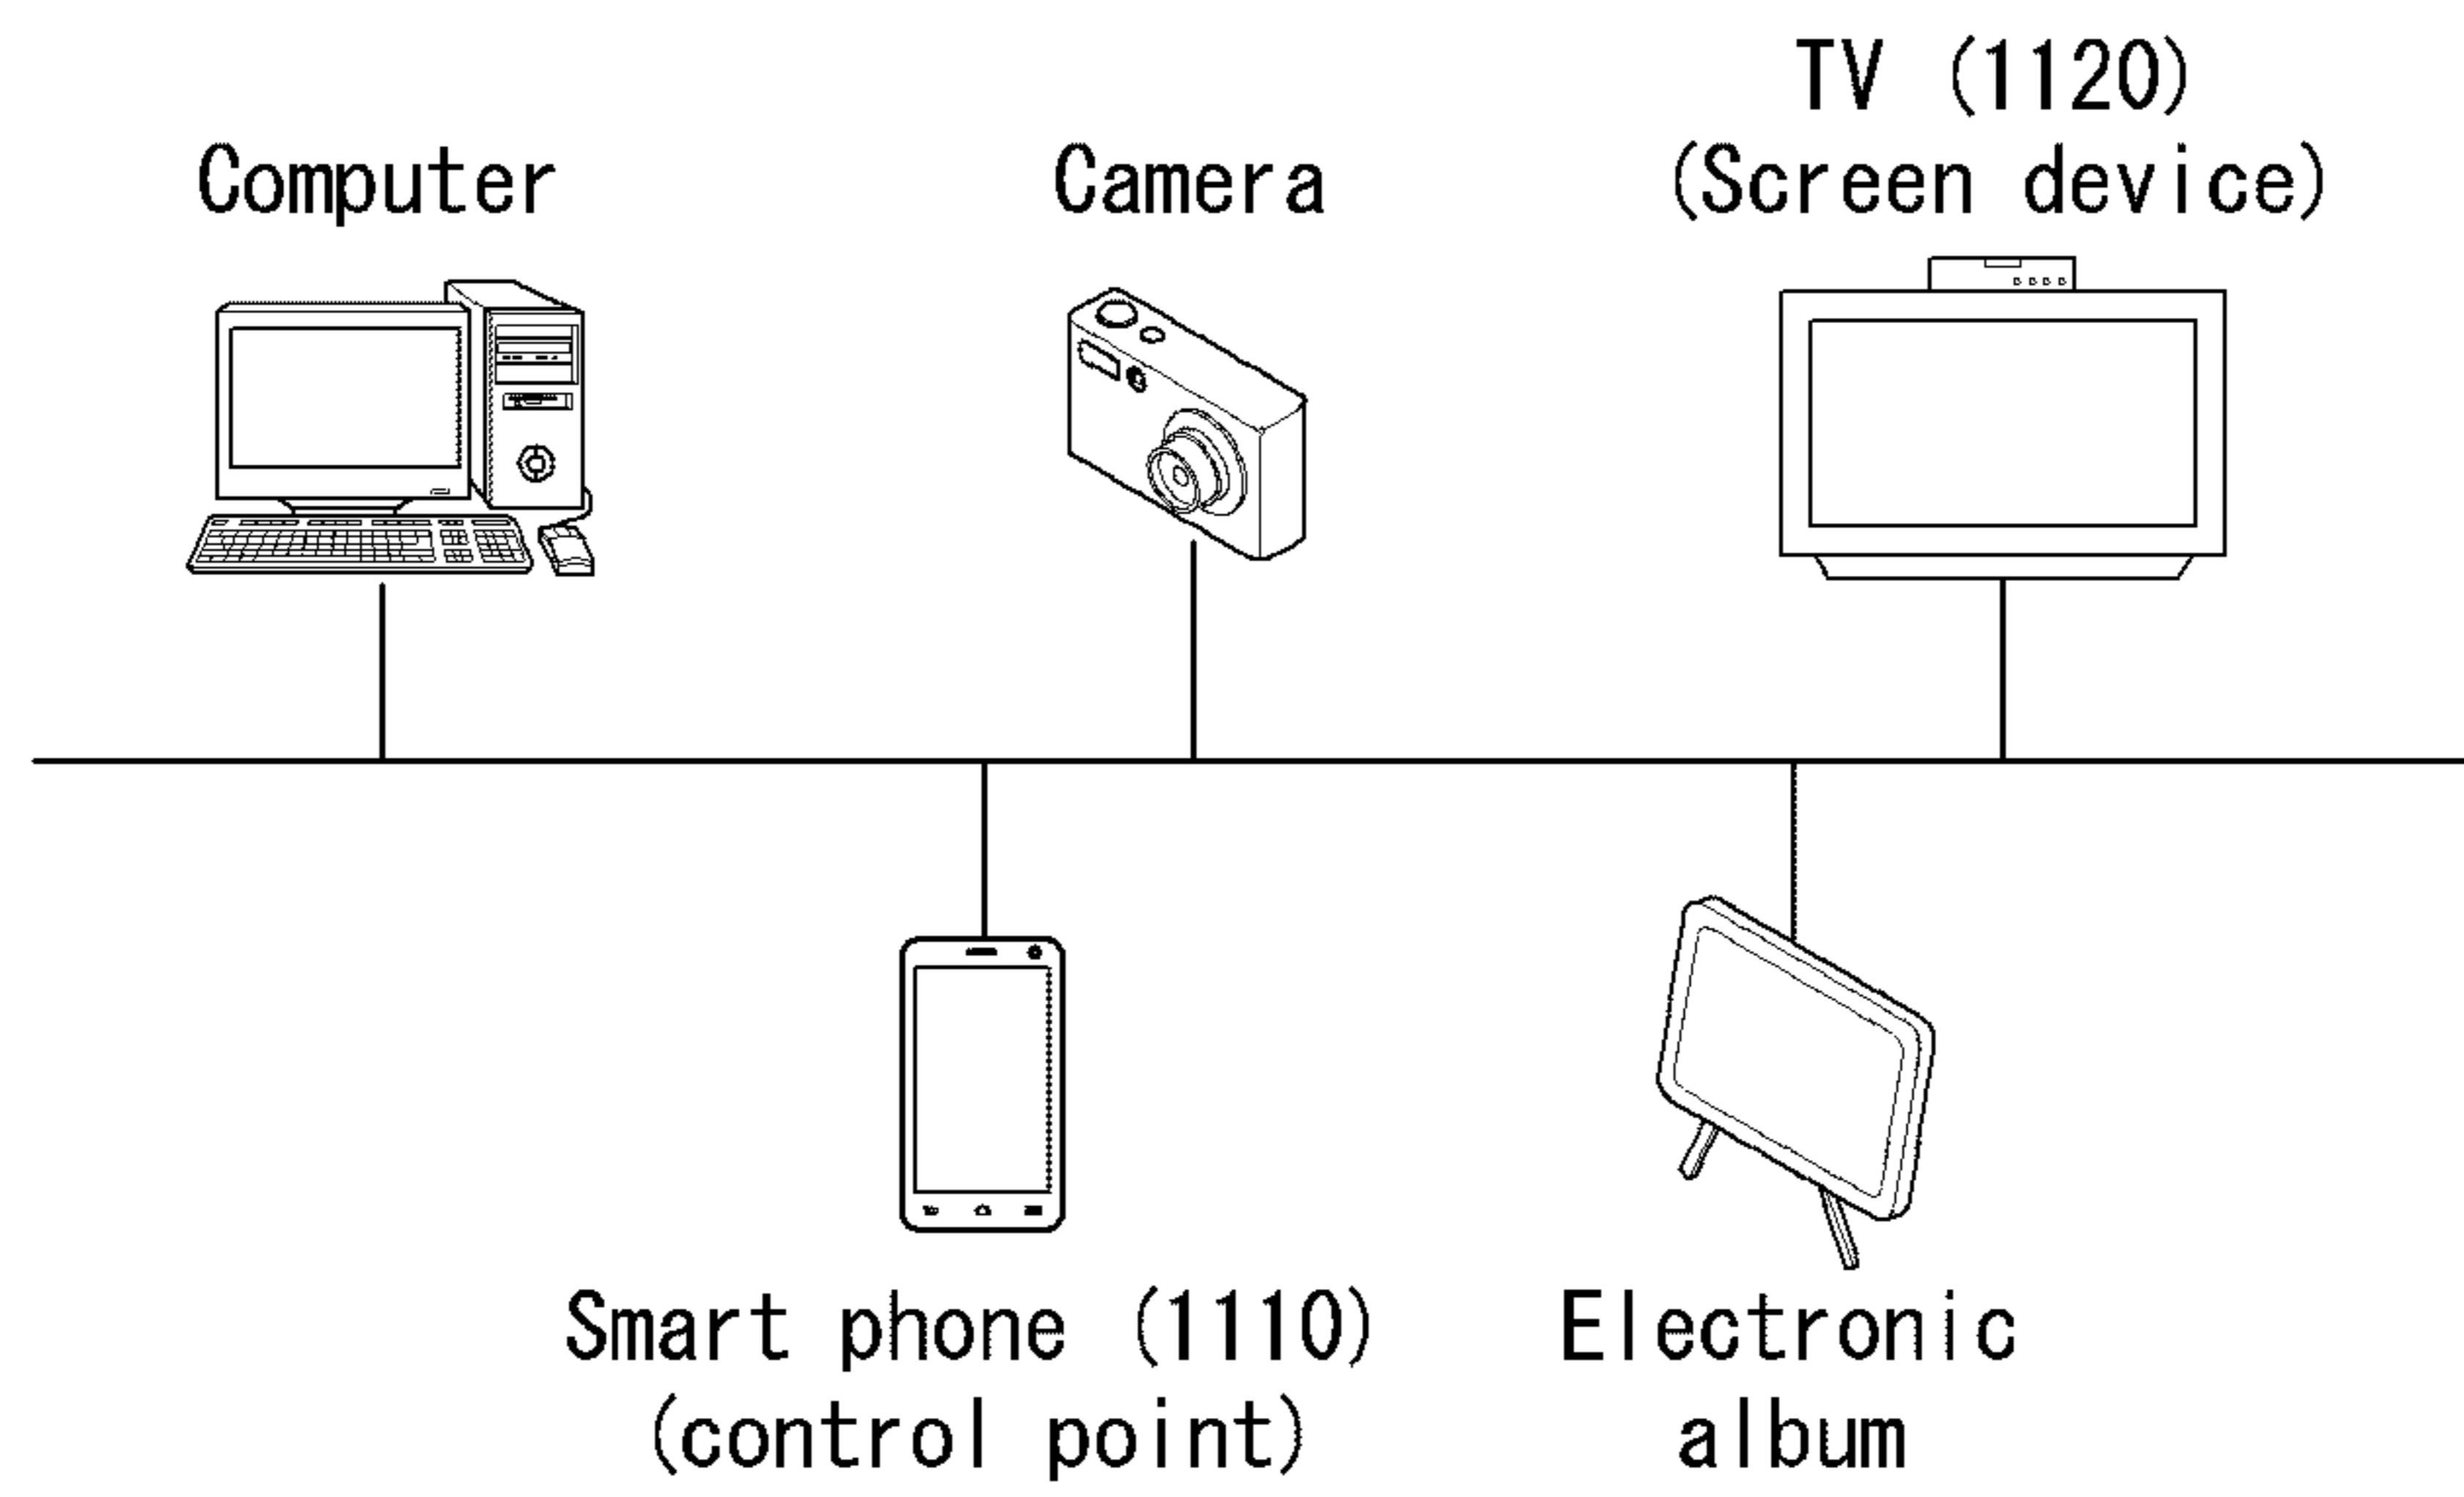 Computer
Camera
TV (1120)
(Screen device)
Smart phone (1110)
(control point)
Electronic
album